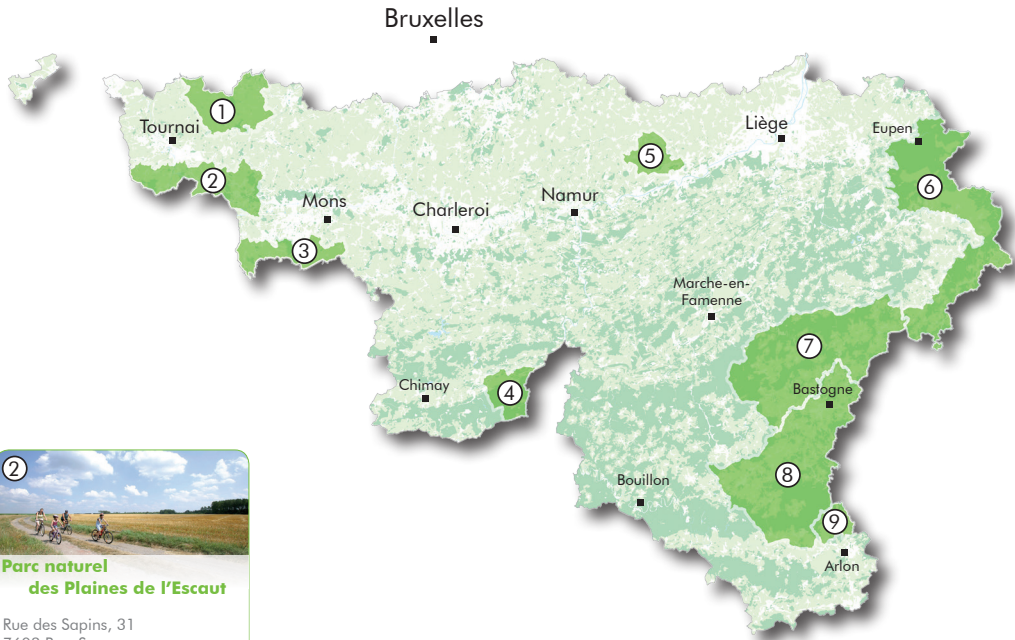 Bruxelles
1
Tournai
Liège
Eupen
5
2
6
Mons
Namur
Charleroi
3
Marche-en-
Famenne
7
Chimay
4
Bastogne
2
8
Bouillon
9
Arlon
Parc naturel
des Plaines de l'Escaut
Rue des Sapins, 31